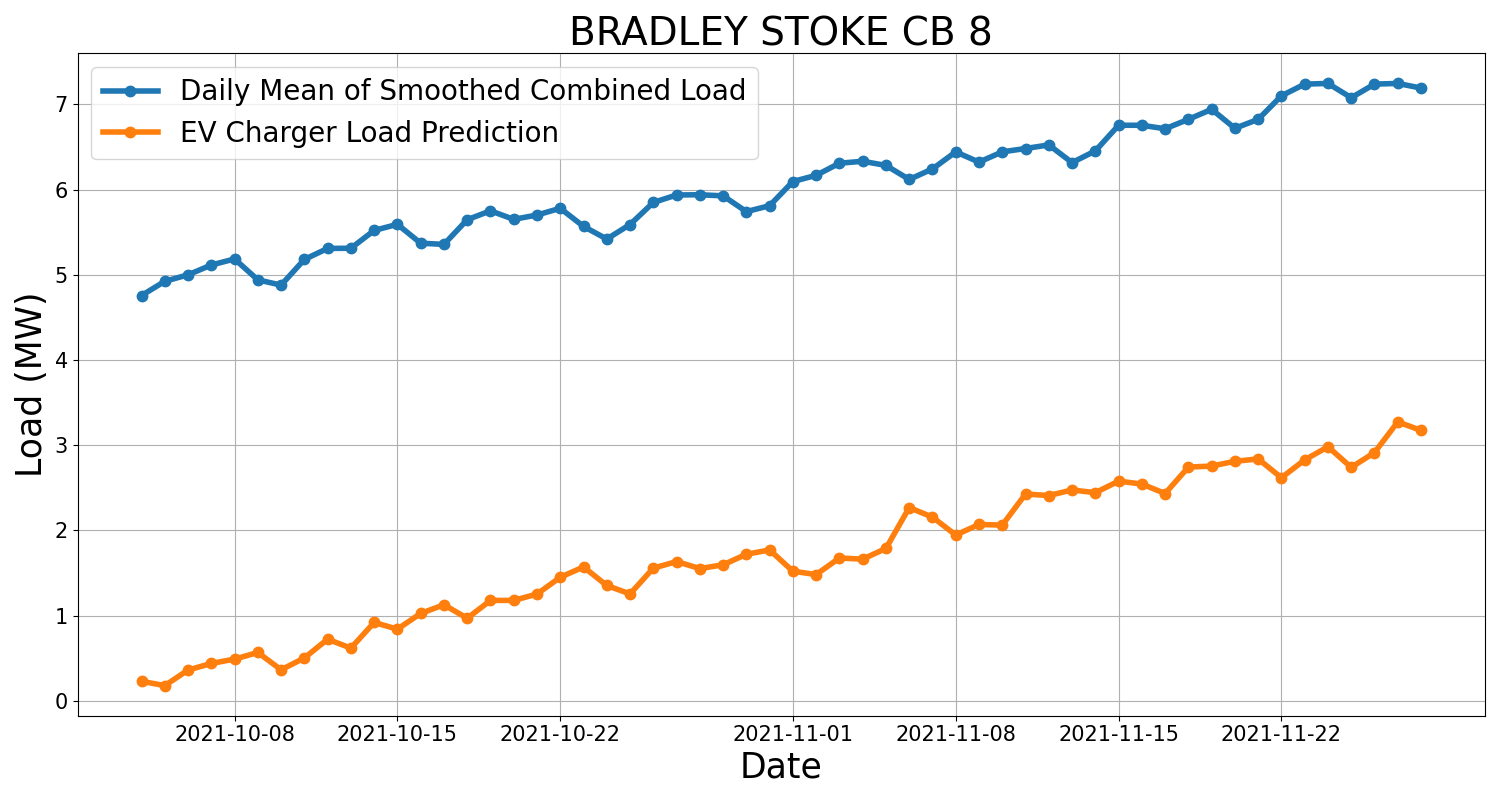 BRADLEY STOKE CB 8
Daily Mean of Smoothed Combined Load
EV Charger Load Prediction
Load (MW)
7
6
5
4
3
2
1
0
2021-10-08 2021-10-15 2021-10-22 2021-11-01 2021-11-08 2021-11-15 2021-11-22
Date